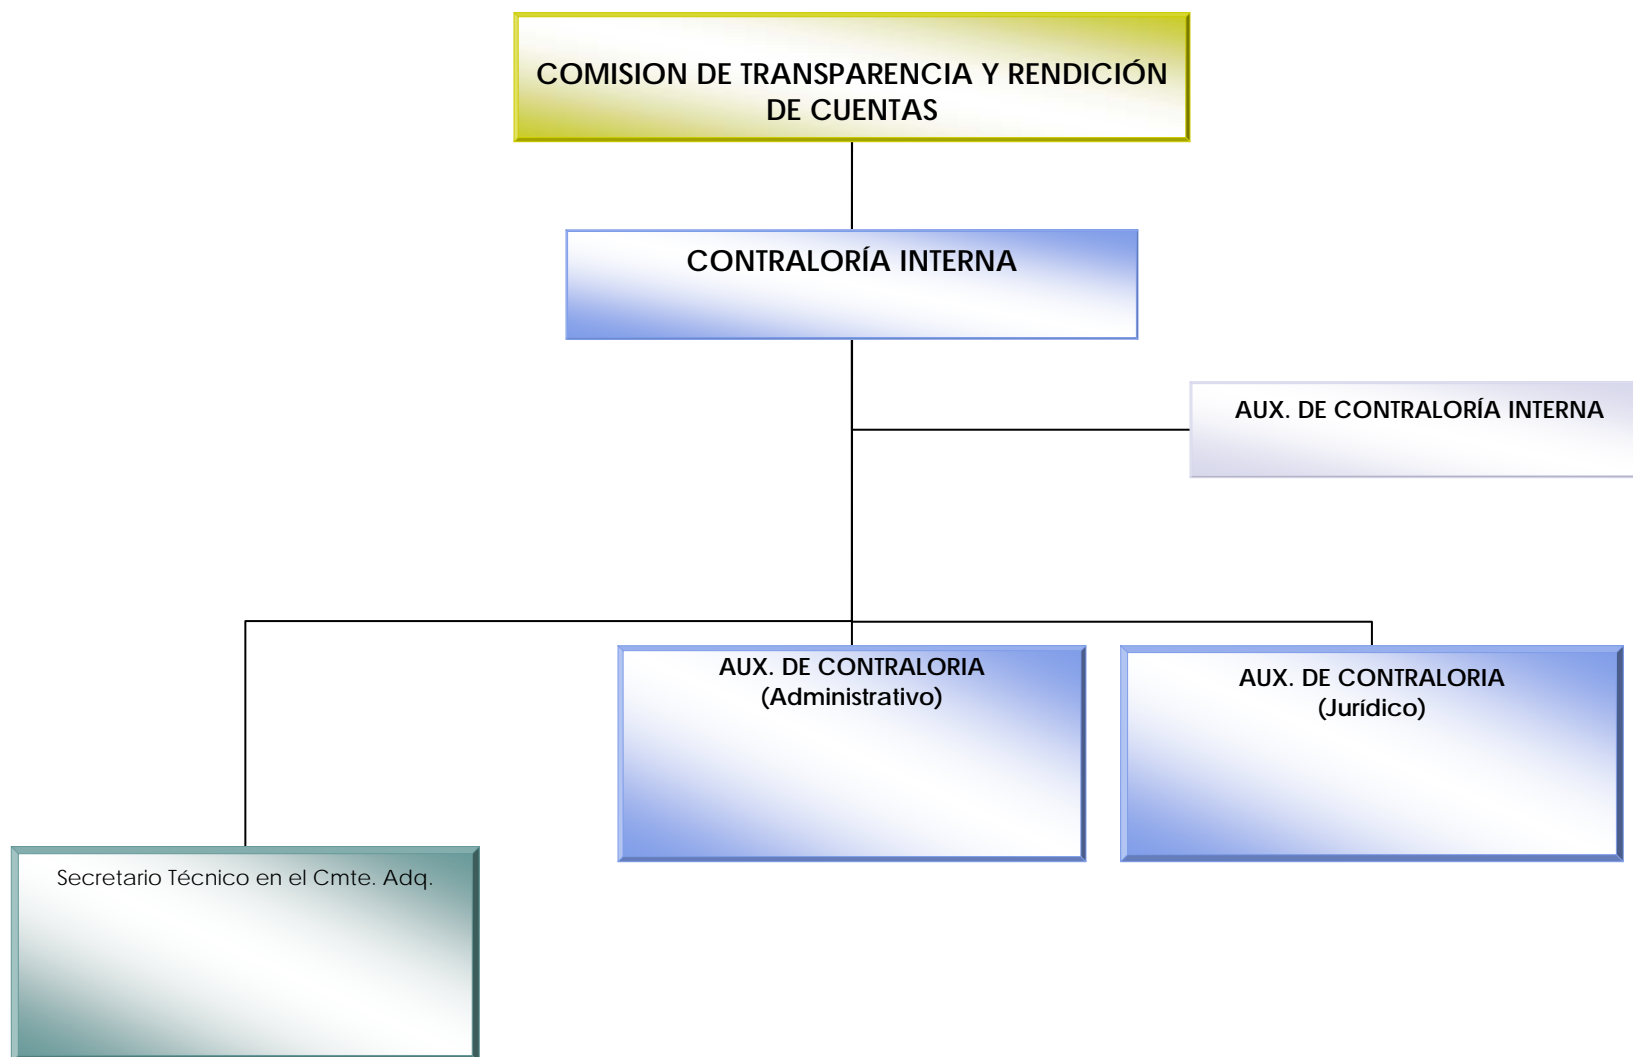 COMISION DE TRANSPARENCIA Y RENDICIÓN
DE CUENTAS
CONTRALORÍA INTERNA
AUX. DE CONTRALORÍA INTERNA
AUX. DE CONTRALORIA
(Administrativo)
AUX. DE CONTRALORIA
(Jurídico)
Secretario Técnico en el Cmte. Adq.